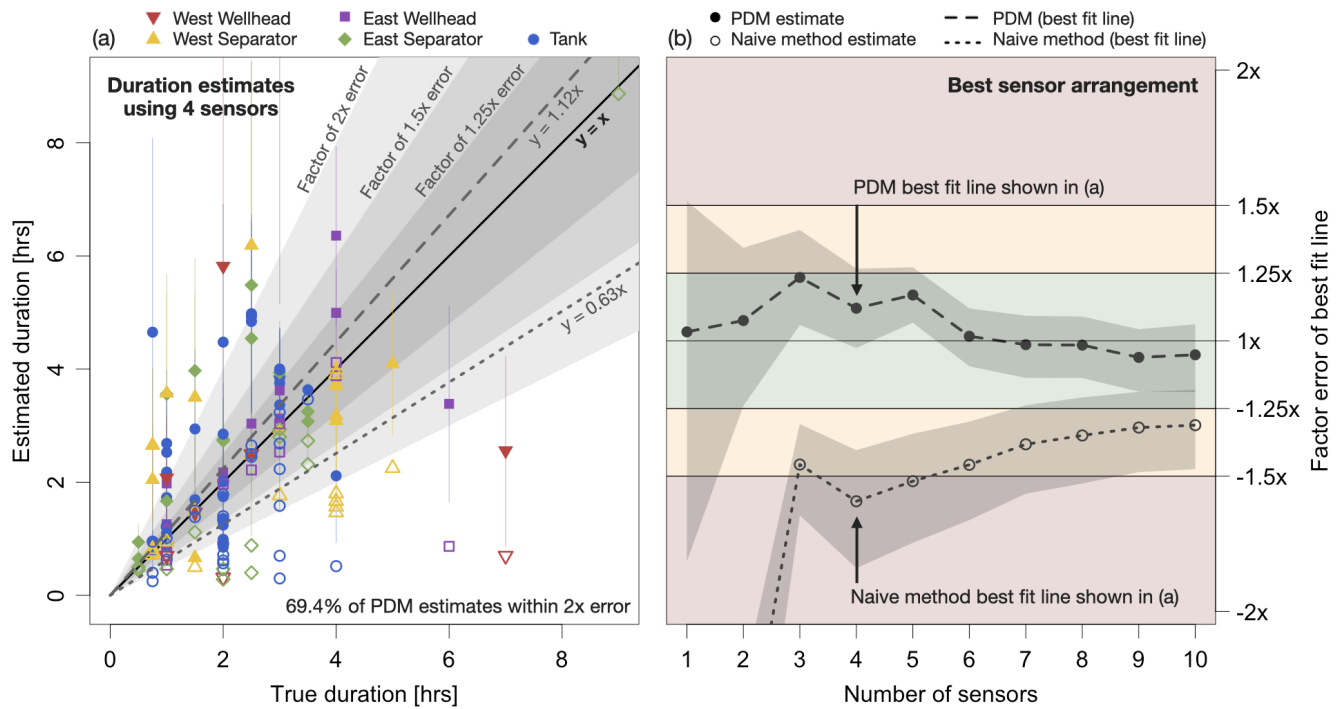 West Wellhead
East Wellhead
West Separator
East Separator
Tank
PDM estimate
PDM (best fit line)
Naive method estimate
Naive method (best fit line)
(a)
Duration estimates
using 4 sensors
Factor of 2x error
Factor of 1.5x error
Factor of 1.25x error
y = 1.12x
y = x
y = 0.63x
69.4% of PDM estimates within 2x error
0
2
4
6
8
Estimated duration [hrs]
0 2 4 6 8
True duration [hrs]
(b)
Best sensor arrangement
PDM best fit line shown in (a)
Naive method best fit line shown in (a)
2x
1.5x
1.25x
1x
-1.25x
-1.5x
-2x
Factor error of best fit line
1 2 3 4 5 6 7 8 9 10
Number of sensors